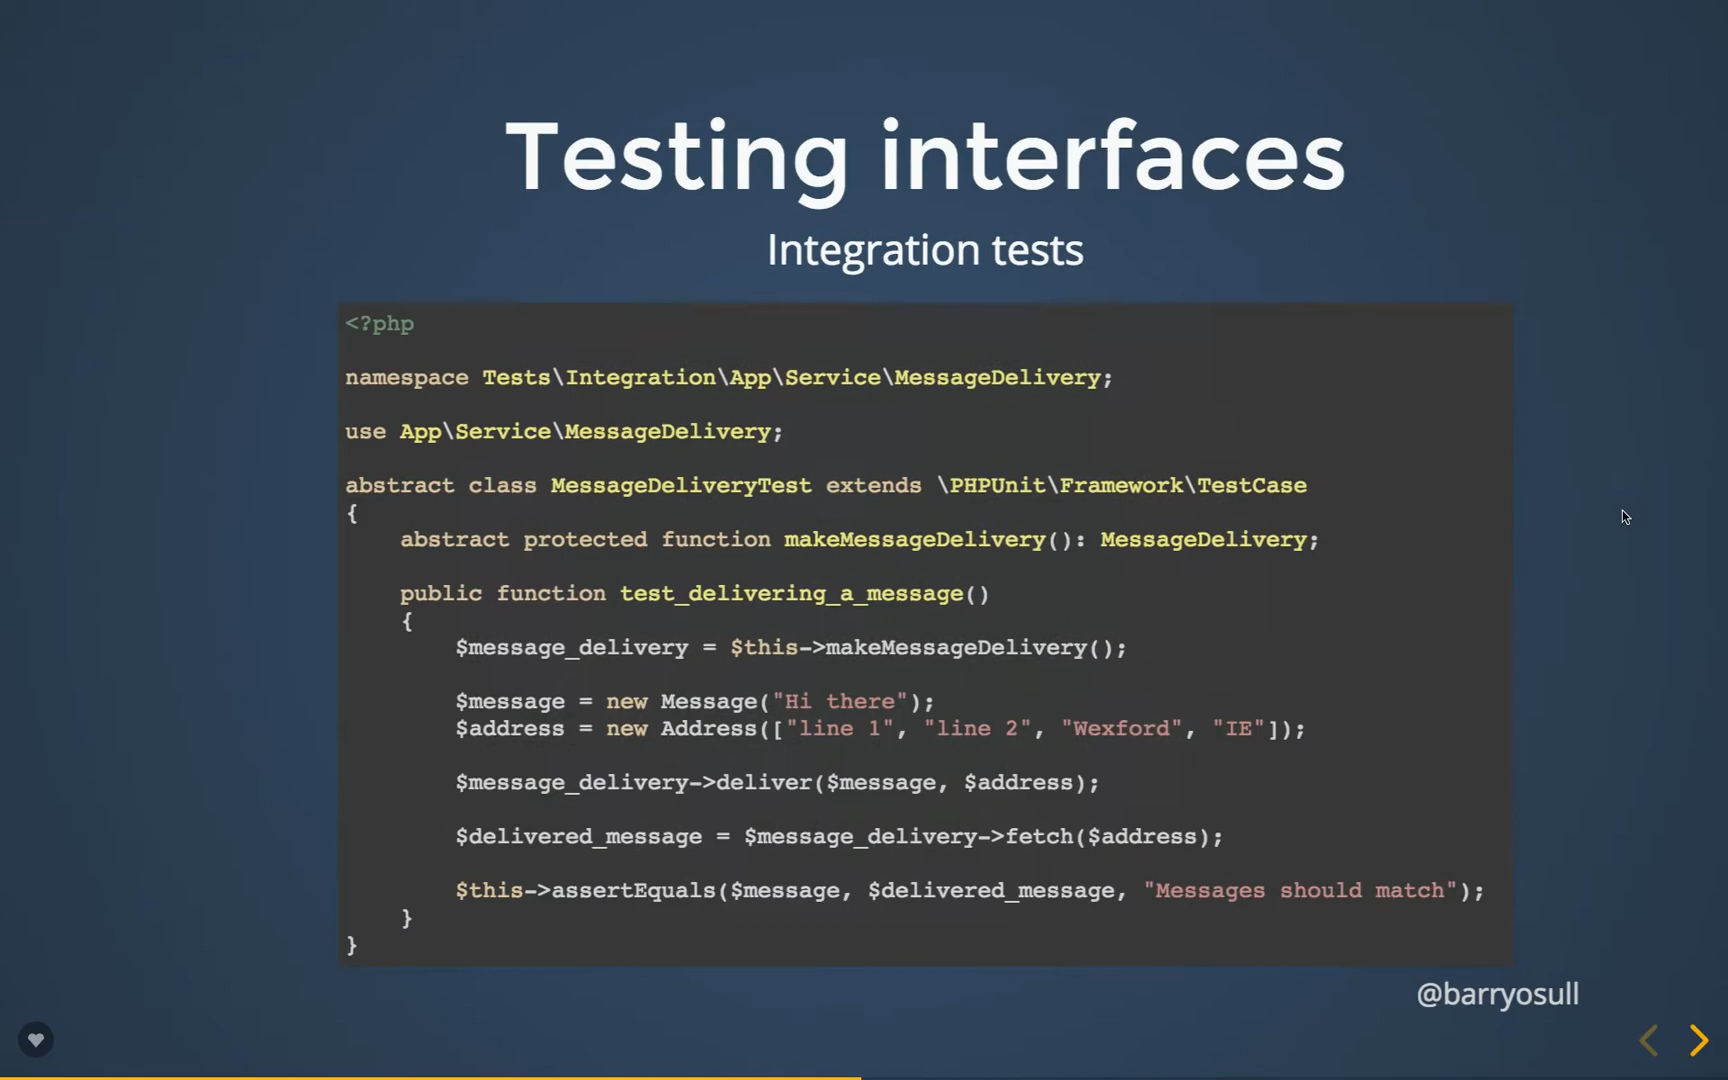 Testing interfaces
Integration tests
<?php
namespace Tests\Integration\App\Service\MessageDelivery;
use App\Service\MessageDelivery;
abstract class MessageDeliveryTest extends \PHPUnit\Framework\TestCase
{
    abstract protected function makeMessageDelivery(): MessageDelivery;
    public function test_delivering_a_message()
    {
        $message_delivery = $this->makeMessageDelivery();
        $message = new Message("Hi there");
        $address = new Address(["line 1", "line 2", "Wexford", "IE"]);
        $message_delivery->deliver($message, $address);
        $delivered_message = $message_delivery->fetch($address);
        $this->assertEquals($message, $delivered_message, "Messages should match");
    }
}
@barryosull